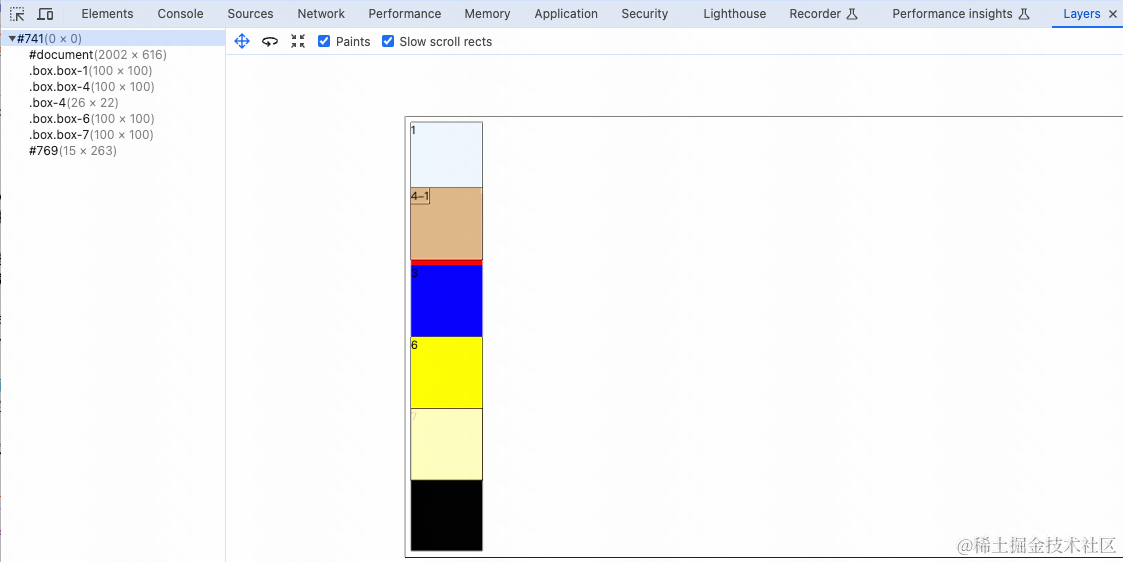 Elements Console Sources Network Performance Memory Application Security Lighthouse Recorder Performance insights Layers
#741(0 × 0)
Paints Slow scroll rects
#document(2002 × 616)
.box.box-1(100 × 100)
.box.box-4(100 × 100)
.box-4(26 × 22)
.box.box-6(100 × 100)
.box.box-7(100 × 100)
#769(15 × 263)
1
4-1
3
6
7
@稀土掘金技术社区